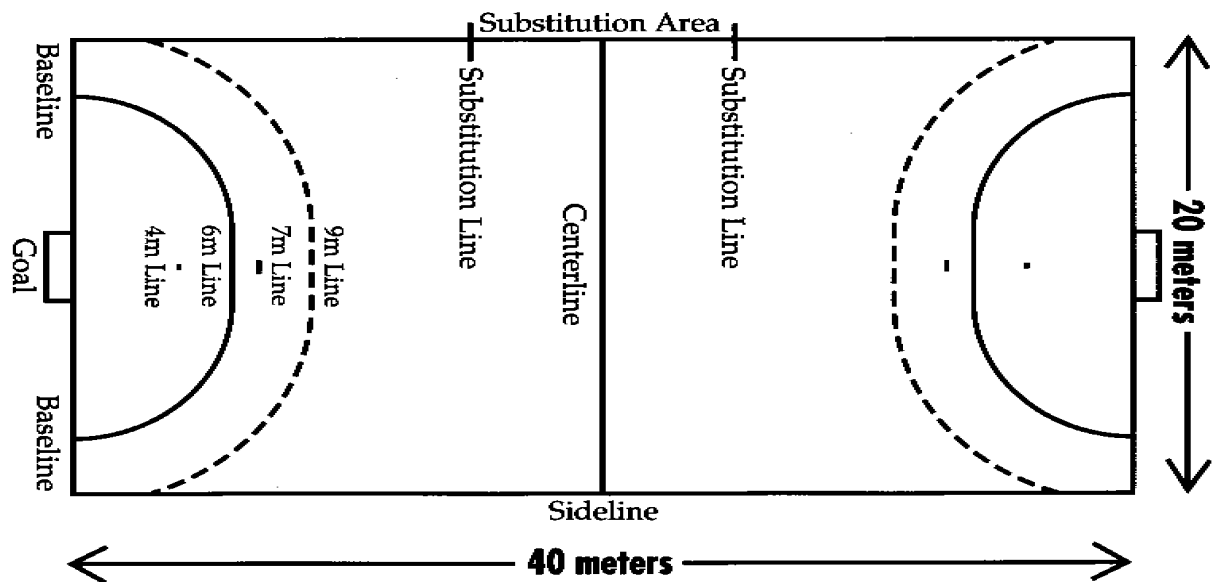 Substitution Area
Baseline
Substitution Line
Substitution Line
Centerline
9m Line
7m Line
6m Line
4m Line
Goal
20 meters
Baseline
Sideline
40 meters